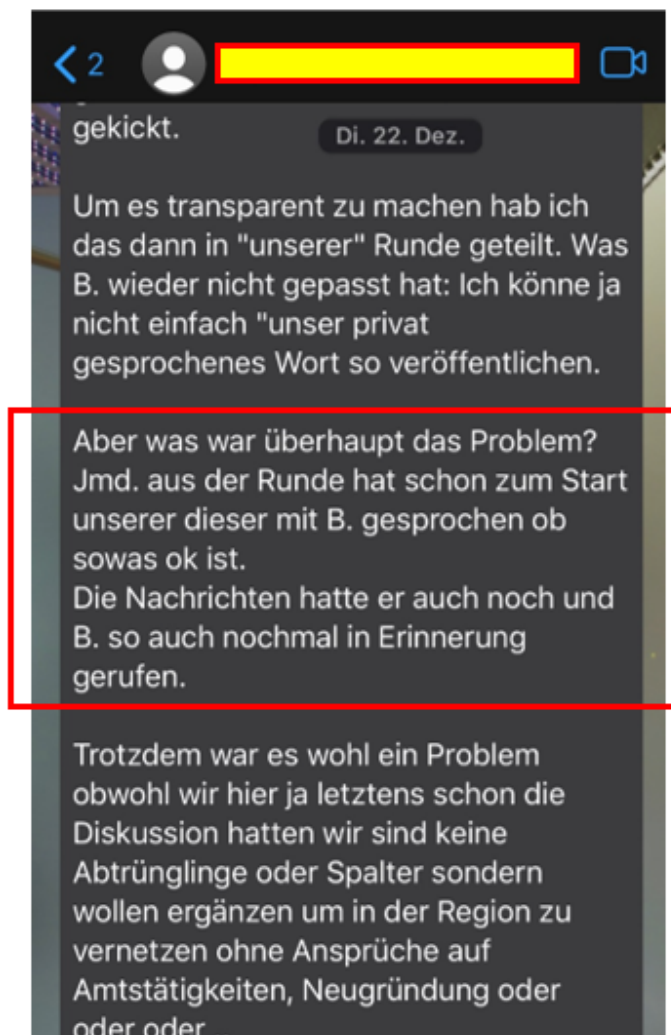 2
gekickt.
Di. 22. Dez.
Um es transparent zu machen hab ich
das dann in "unserer" Runde geteilt. Was
B. wieder nicht gepasst hat: Ich könne ja
nicht einfach "unser privat
gesprochenes Wort so veröffentlichen.
Aber was war überhaupt das Problem?
Jmd. aus der Runde hat schon zum Start
unserer dieser mit B. gesprochen ob
sowas ok ist.
Die Nachrichten hatte er auch noch und
B. so auch nochmal in Erinnerung
gerufen.
Trotzdem war es wohl ein Problem
obwohl wir hier ja letztens schon die
Diskussion hatten wir sind keine
Abtrünglinge oder Spalter sondern
wollen ergänzen um in der Region zu
vernetzen ohne Ansprüche auf
Amtstätigkeiten, Neugründung oder
oder oder